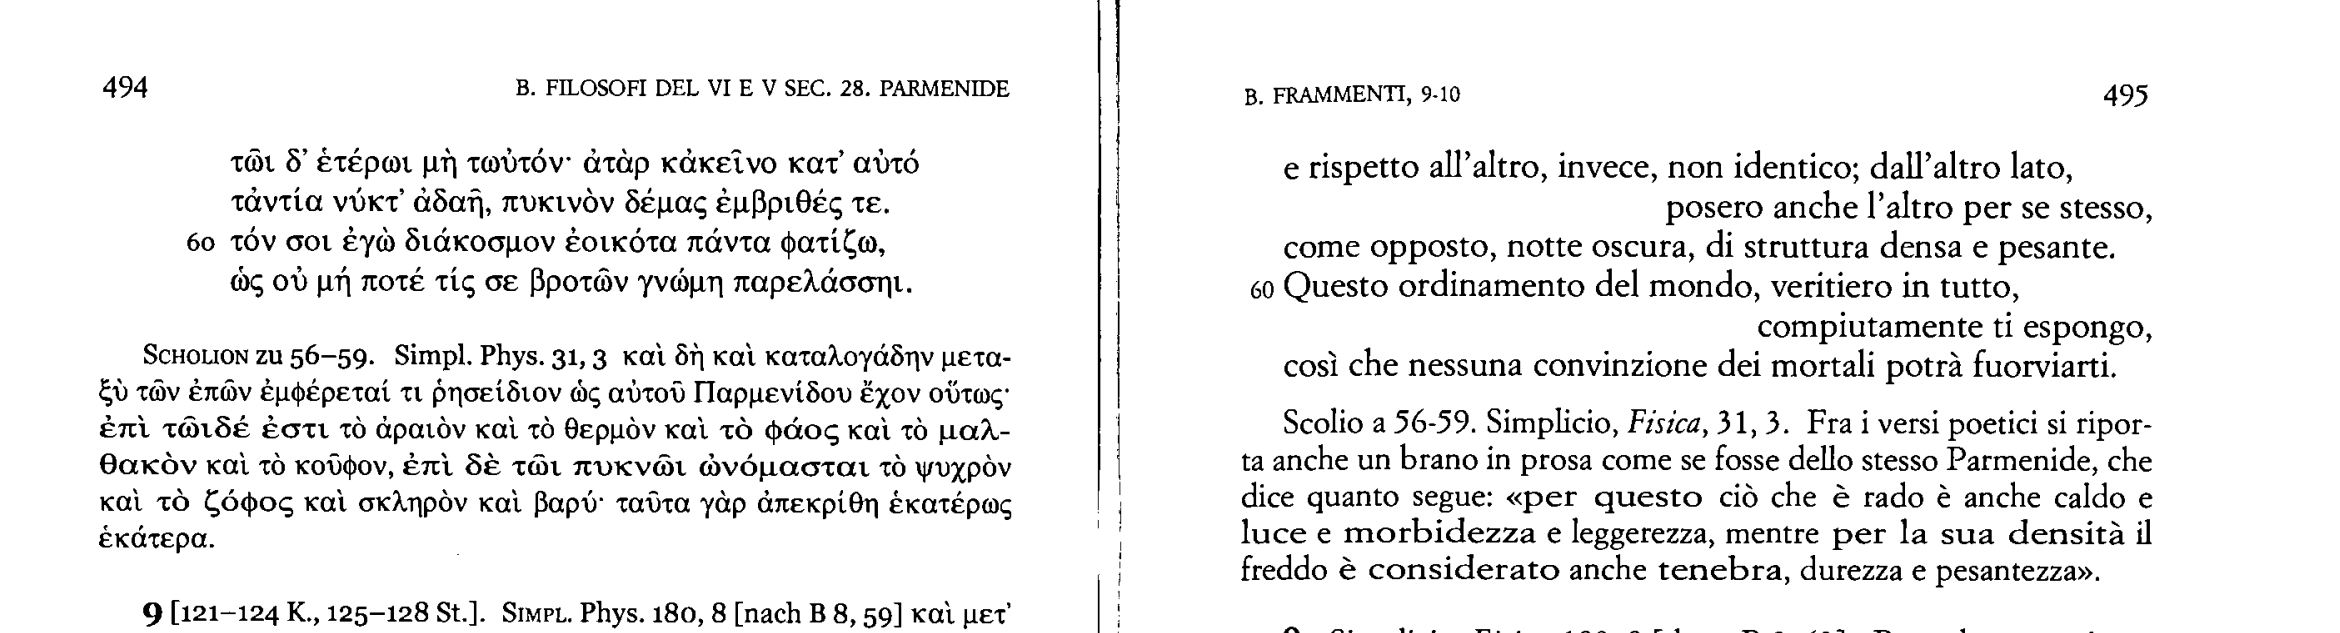 494
B. FILOSOFI DEL VI E V SEC. 28. PARMENIDE
τῶι δ’ ἑτέρωι μὴ τωὐτόν· ἀτὰρ κἀκεῖνο κατ’ αὐτό
τἀντία νύκτ’ ἀδαῆ, πυκινὸν δέμας ἐμβριθές τε.
60 τόν σοι ἐγὼ διάκοσμον ἐοικότα πάντα φατίζω,
ὡς οὐ μή ποτέ τίς σε βροτῶν γνώμη παρελάσσηι.
SCHOLION zu 56–59. Simpl. Phys. 31, 3 καὶ δὴ καὶ καταλογάδην μετα-
ξὺ τῶν ἐπῶν ἐμφέρεταί τι ῥησείδιον ὡς αὐτοῦ Παρμενίδου ἔχον οὕτως·
ἐπὶ τῶιδέ ἐστι τὸ ἀραιὸν καὶ τὸ θερμὸν καὶ τὸ φάος καὶ τὸ μαλ-
θακὸν καὶ τὸ κοῦφον, ἐπὶ δὲ τῶι πυκνῶι ὠνόμασται τὸ ψυχρὸν
καὶ τὸ ζόφος καὶ σκληρὸν καὶ βαρύ· ταῦτα γὰρ ἀπεκρίθη ἑκατέρως
ἑκάτερα.
9 [121–124 K., 125–128 St.]. SIMPL. Phys. 180, 8 [nach B 8, 59] καὶ μετ’
B. FRAMMENTI, 9-10
495
e rispetto all’altro, invece, non identico; dall’altro lato,
posero anche l’altro per se stesso,
come opposto, notte oscura, di struttura densa e pesante.
60 Questo ordinamento del mondo, veritiero in tutto,
compiutamente ti espongo,
così che nessuna convinzione dei mortali potrà fuorviarti.
Scolio a 56-59. Simplicio, Fisica, 31, 3. Fra i versi poetici si ripor-
ta anche un brano in prosa come se fosse dello stesso Parmenide, che
dice quanto segue: «per questo ciò che è rado è anche caldo e
luce e morbidezza e leggerezza, mentre per la sua densità il
freddo è considerato anche tenebra, durezza e pesantezza».